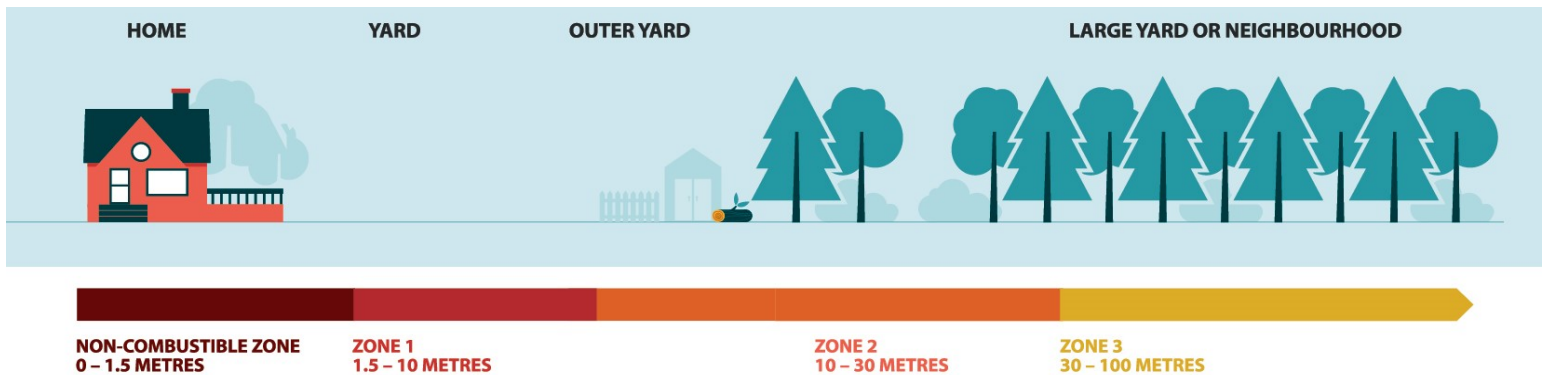 HOME
YARD
OUTER YARD
LARGE YARD OR NEIGHBOURHOOD
NON-COMBUSTIBLE ZONE
0 – 1.5 METRES
ZONE 1
1.5 – 10 METRES
ZONE 2
10 – 30 METRES
ZONE 3
30 – 100 METRES